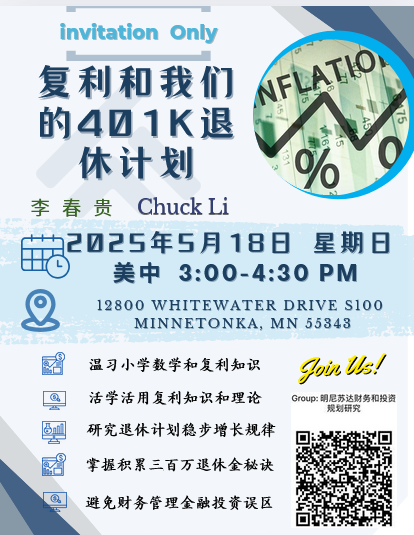 invitation Only
复利和我们
的401K退
休计划
INFLATION
%
0
李春贵 Chuck Li
2025年5月18日 星期日
美中 3:00-4:30 PM
12800 WHITEWATER DRIVE S100
MINNETONKA, MN 55343
温习小学数学和复利知识
活学活用复利知识和理论
研究退休计划稳步增长规律
掌握积累三百万退休金秘诀
避免财务管理金融投资误区
Join Us!
Group: 明尼苏达财务和投资
规划研究